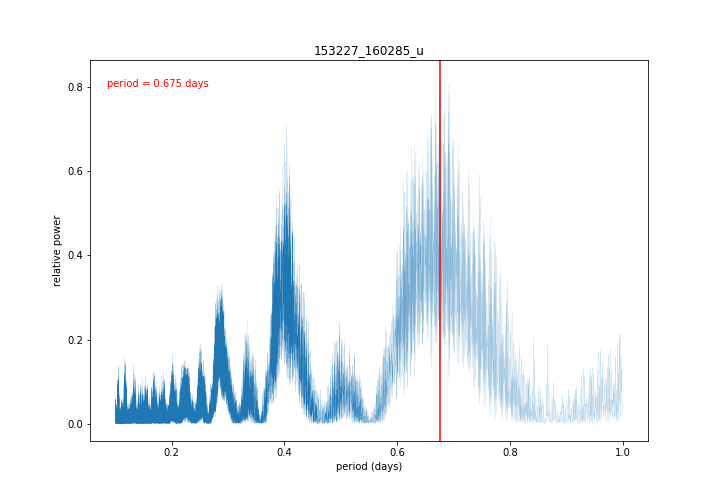 153227_160285_u
period = 0.675 days
relative power
0.8
0.6
0.4
0.2
0.0
0.2 0.4 0.6 0.8 1.0
period (days)